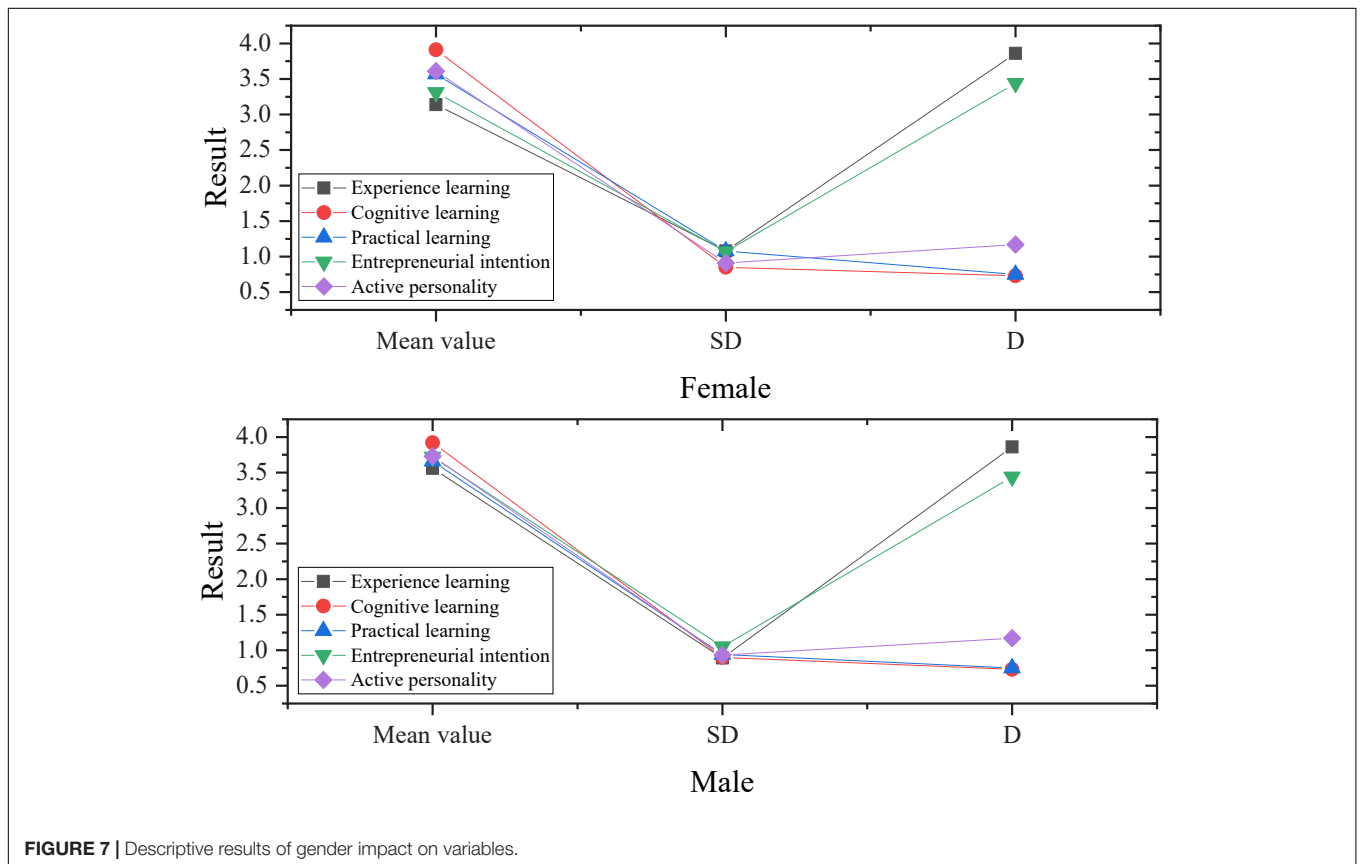 4.0
3.5
3.0
2.5
2.0
1.5
1.0
0.5
Result
Experience learning
Cognitive learning
Practical learning
Entrepreneurial intention
Active personality
Mean value SD D
Female
4.0
3.5
3.0
2.5
2.0
1.5
1.0
0.5
Result
Experience learning
Cognitive learning
Practical learning
Entrepreneurial intention
Active personality
Mean value SD D
Male
FIGURE 7 | Descriptive results of gender impact on variables.